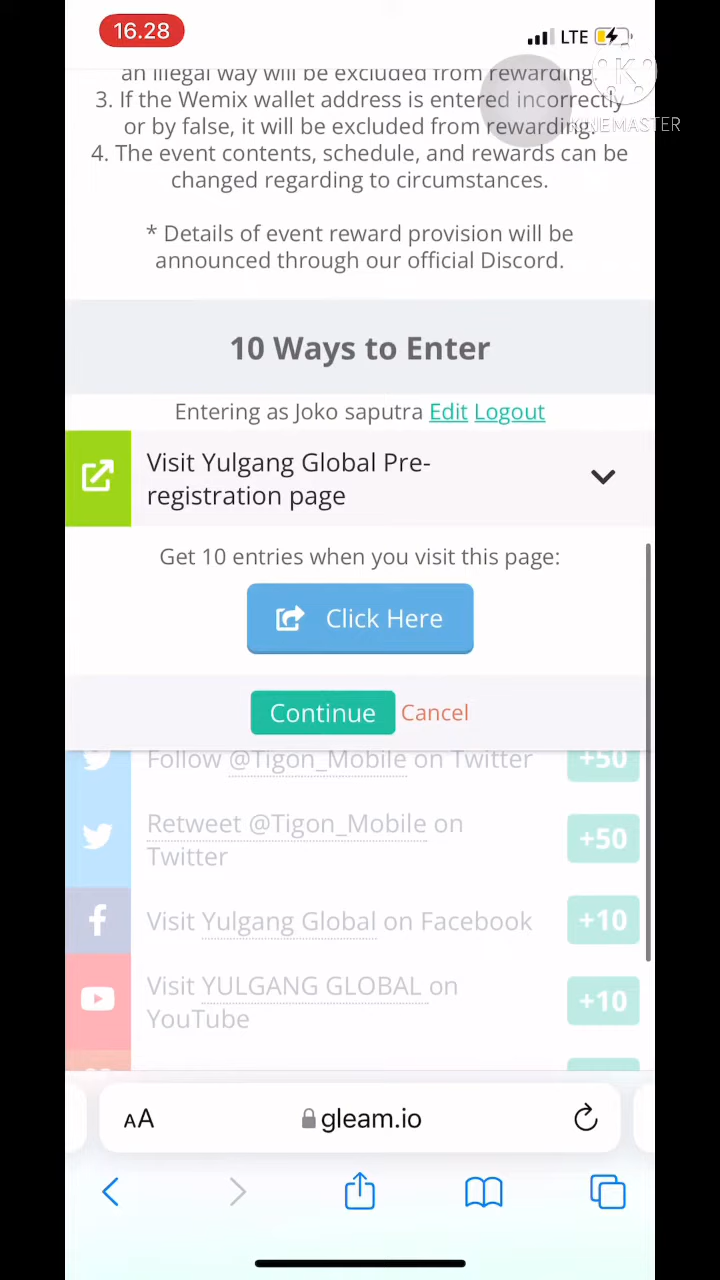 16.28
LTE
K
KINEMASTER
an illegal way will be excluded from rewarding.
3. If the Wemix wallet address is entered incorrectly
or by false, it will be excluded from rewarding.
4. The event contents, schedule, and rewards can be
changed regarding to circumstances.
* Details of event reward provision will be
announced through our official Discord.
10 Ways to Enter
Entering as Joko saputra Edit Logout
Visit Yulgang Global Pre-
registration page
Get 10 entries when you visit this page:
Click Here
Continue Cancel
Follow @Tigon_Mobile on Twitter +50
Retweet @Tigon_Mobile on
Twitter
+50
Visit Yulgang Global on Facebook +10
Visit YULGANG GLOBAL on
YouTube
+10
AA gleam.io